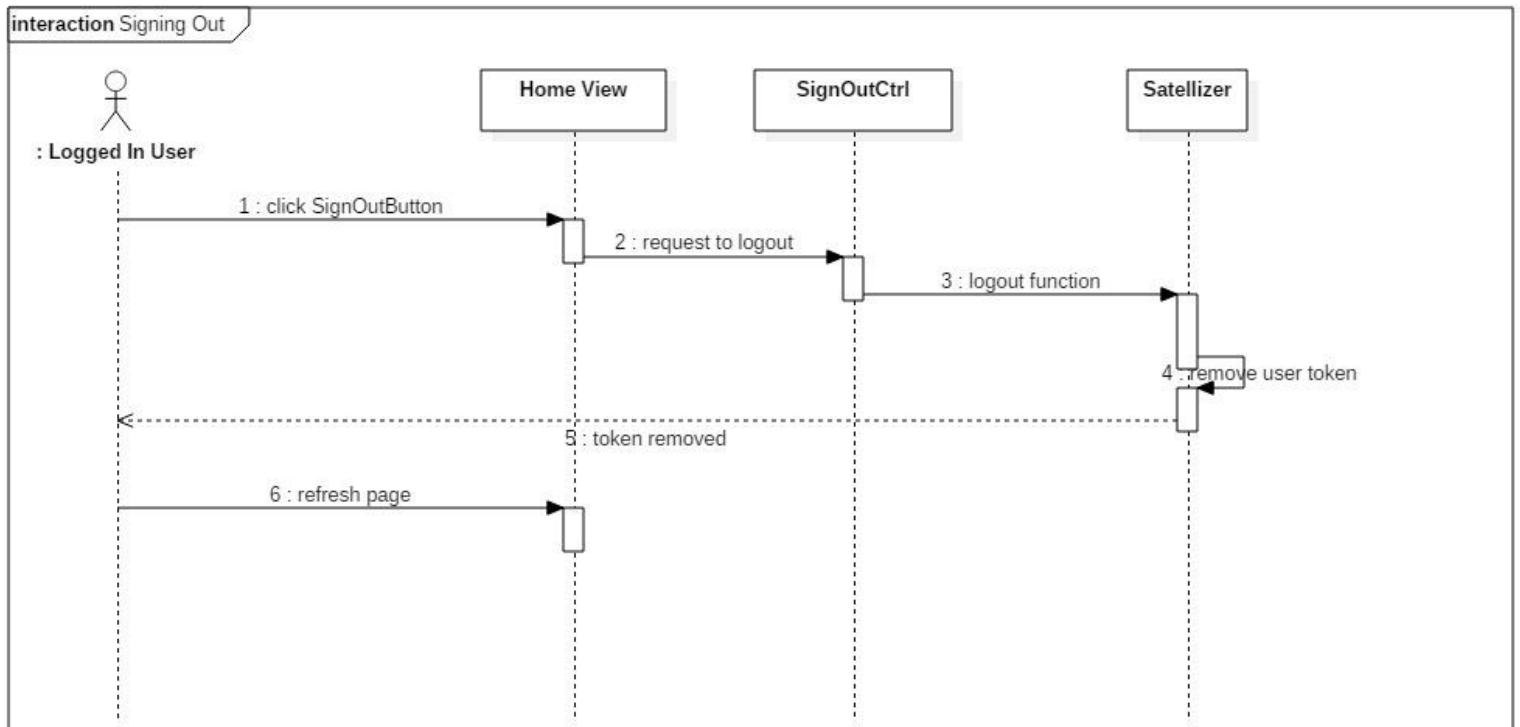 interaction Signing Out
Home View
SignOutCtrl
Satellizer
: Logged In User
1 : click SignOutButton
2 : request to logout
3 : logout function
4 : remove user token
5 : token removed
6 : refresh page